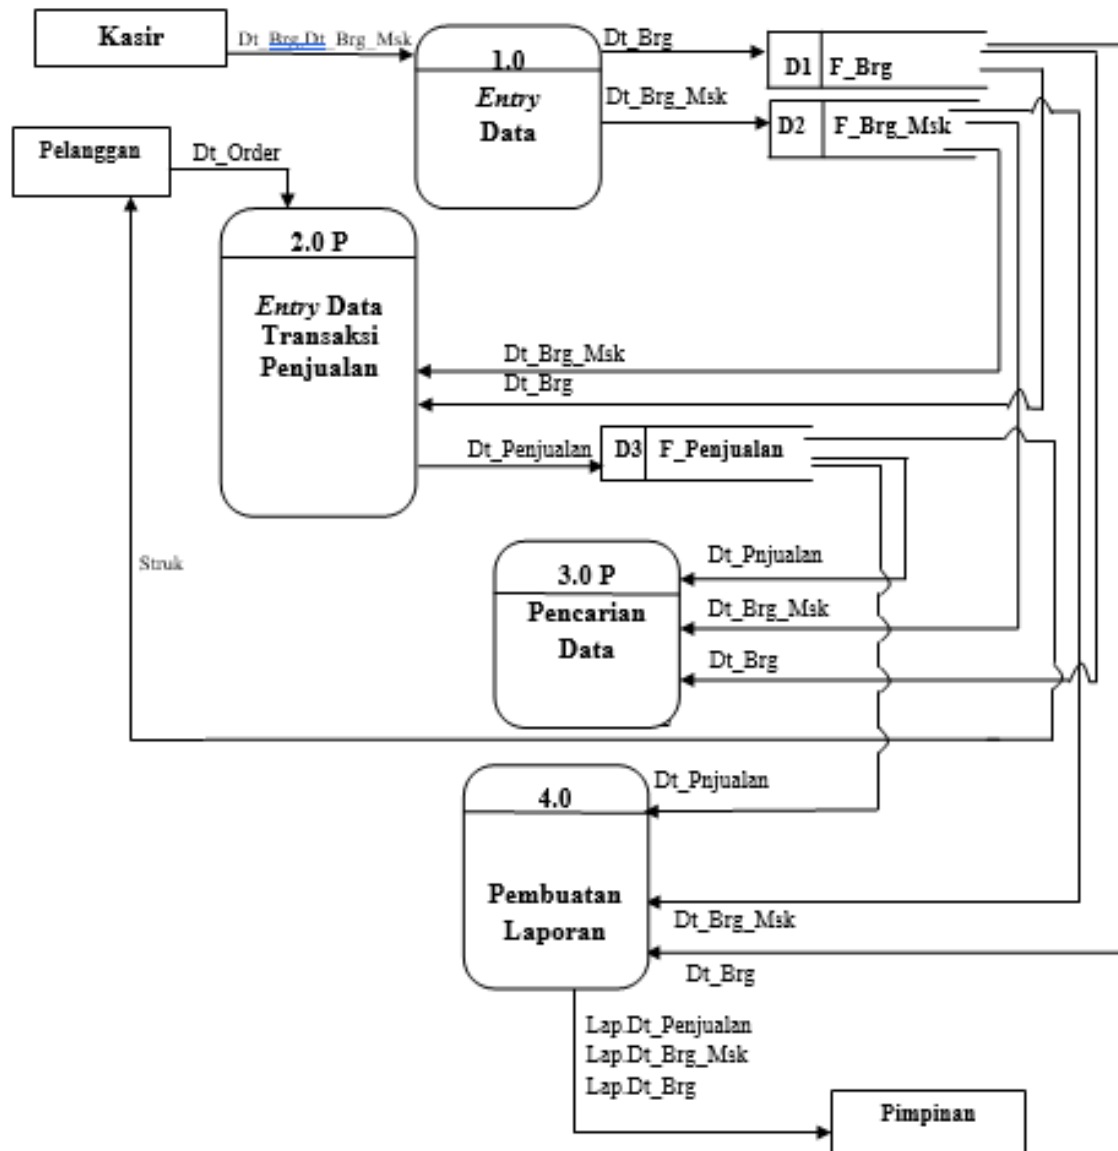 Kasir
Dt_Brg,Dt_Brg_Msk
1.0
Entry
Data
Dt_Brg
D1 F_Brg
Dt_Brg_Msk
D2 F_Brg_Msk
Pelanggan
Dt_Order
2.0 P
Entry Data
Transaksi
Penjualan
Dt_Brg_Msk
Dt_Brg
Dt_Penjualan
D3 F_Penjualan
Struk
3.0 P
Pencarian
Data
Dt_Pnjualan
Dt_Brg_Msk
Dt_Brg
4.0
Pembuatan
Laporan
Dt_Pnjualan
Dt_Brg_Msk
Dt_Brg
Lap.Dt_Penjualan
Lap.Dt_Brg_Msk
Lap.Dt_Brg
Pimpinan